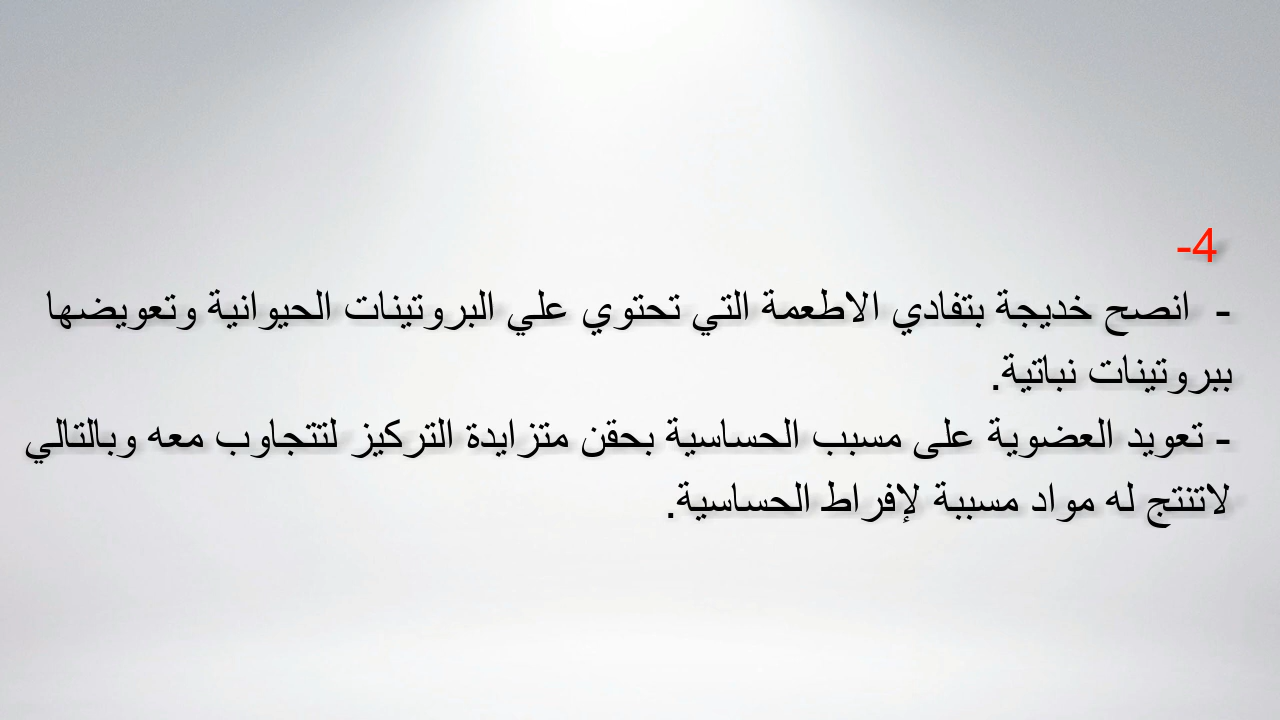 4-
- انصح خديجة بتفادي الاطعمة التي تحتوي علي البروتينات الحيوانية وتعويضها
ببروتينات نباتية.
- تعويد العضوية على مسبب الحساسية بحقن متزايدة التركيز لتتجاوب معه وبالتالي
لاتنتج له مواد مسببة لإفراط الحساسية.